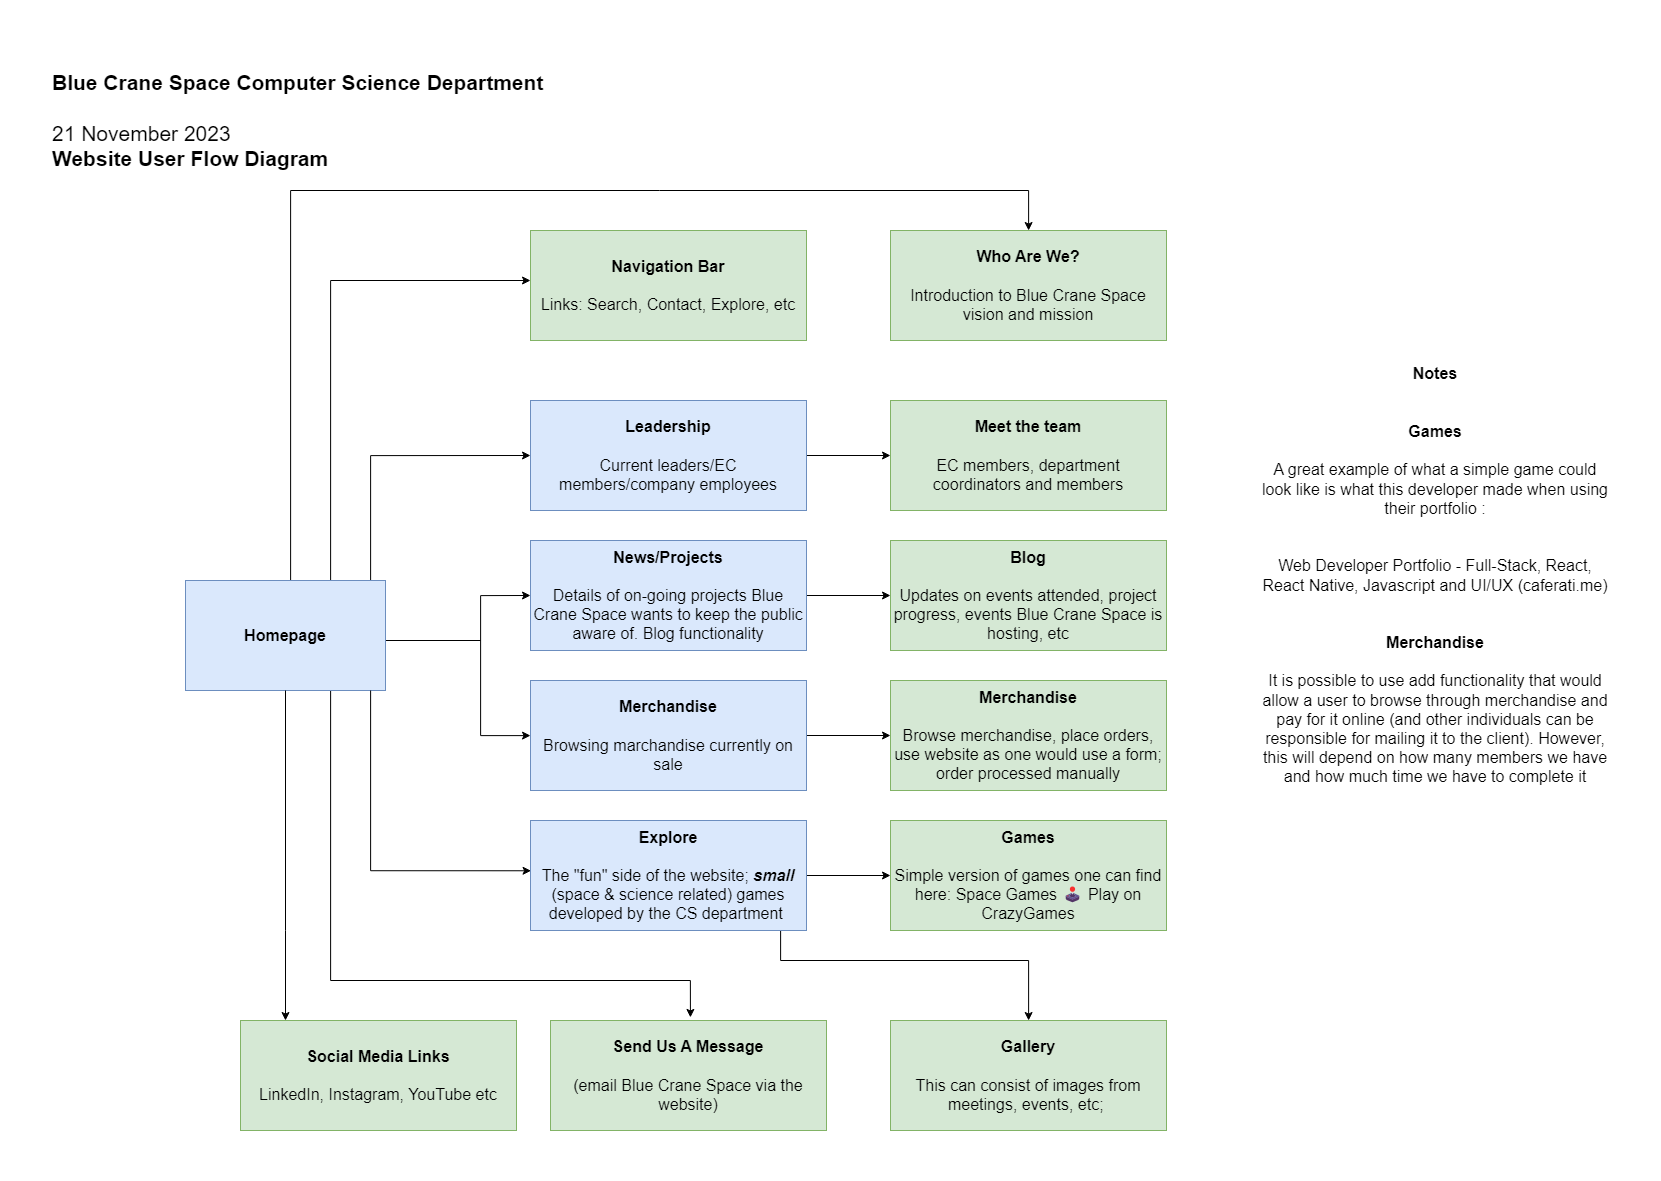 Blue Crane Space Computer Science Department
21 November 2023
Website User Flow Diagram
Navigation Bar
Links: Search, Contact, Explore, etc
Who Are We?
Introduction to Blue Crane Space
vision and mission
Leadership
Current leaders/EC
members/company employees
Meet the team
EC members, department
coordinators and members
News/Projects
Details of on-going projects Blue
Crane Space wants to keep the public
aware of. Blog functionality
Blog
Updates on events attended, project
progress, events Blue Crane Space is
hosting, etc
Homepage
Merchandise
Browsing marchandise currently on
sale
Merchandise
Browse merchandise, place orders,
use website as one would use a form;
order processed manually
Explore
The "fun" side of the website; small
(space & science related) games
developed by the CS department
Games
Simple version of games one can find
here: Space Games 🕹️ Play on
CrazyGames
Social Media Links
LinkedIn, Instagram, YouTube etc
Send Us A Message
(email Blue Crane Space via the
website)
Gallery
This can consist of images from
meetings, events, etc;
Notes
Games
A great example of what a simple game could
look like is what this developer made when using
their portfolio :
Web Developer Portfolio - Full-Stack, React,
React Native, Javascript and UI/UX (caferati.me)
Merchandise
It is possible to use add functionality that would
allow a user to browse through merchandise and
pay for it online (and other individuals can be
responsible for mailing it to the client). However,
this will depend on how many members we have
and how much time we have to complete it